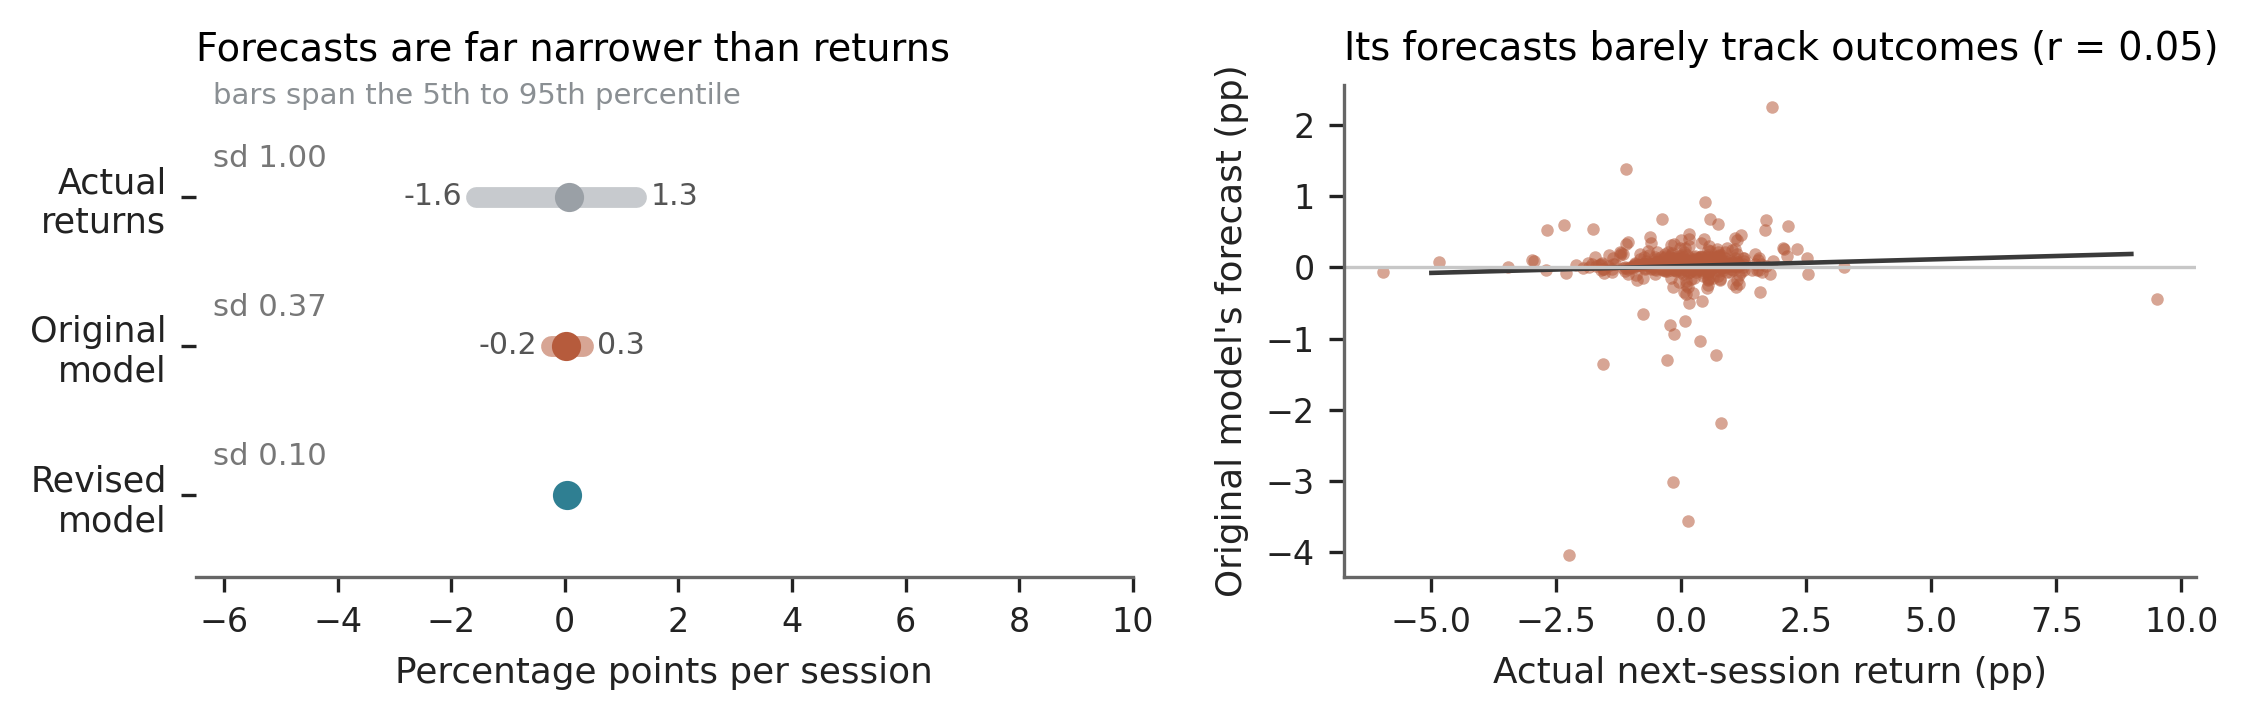 Forecasts are far narrower than returns
bars span the 5th to 95th percentile
sd 1.00
Actual
returns
-1.6
1.3
sd 0.37
Original
model
-0.2
0.3
sd 0.10
Revised
model
−6 −4 −2 0 2 4 6 8 10
Percentage points per session
Its forecasts barely track outcomes (r = 0.05)
Original model's forecast (pp)
2
1
0
−1
−2
−3
−4
−5.0 −2.5 0.0 2.5 5.0 7.5 10.0
Actual next-session return (pp)